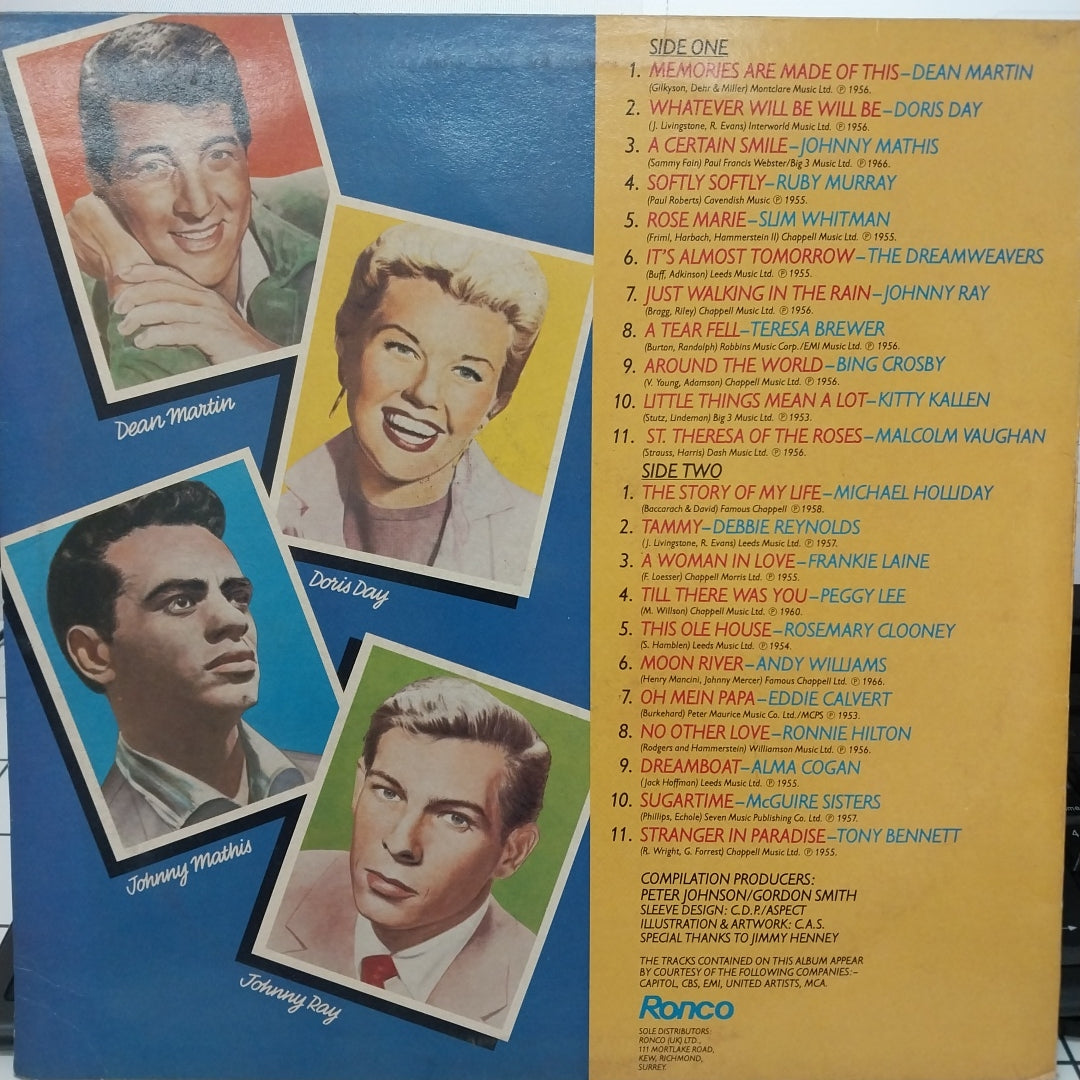 Dean Martin
Doris Day
Johnny Mathis
Johnny Ray
SIDE ONE
1. MEMORIES ARE MADE OF THIS–DEAN MARTIN
(Gilkyson, Dehr & Miller) Montclare Music Ltd. ℗ 1956.
2. WHATEVER WILL BE WILL BE–DORIS DAY
(J. Livingstone, R. Evans) Interworld Music Ltd. ℗ 1956.
3. A CERTAIN SMILE–JOHNNY MATHIS
(Sammy Fain) Paul Francis Webster/Big 3 Music Ltd. ℗ 1966.
4. SOFTLY SOFTLY–RUBY MURRAY
(Paul Roberts) Cavendish Music ℗ 1955.
5. ROSE MARIE–SLIM WHITMAN
(Friml, Harbach, Hammerstein II) Chappell Music Ltd. ℗ 1955.
6. IT'S ALMOST TOMORROW–THE DREAMWEAVERS
(Buff, Adkinson) Leeds Music Ltd. ℗ 1955.
7. JUST WALKING IN THE RAIN–JOHNNY RAY
(Bragg, Riley) Chappell Music Ltd. ℗ 1956.
8. A TEAR FELL–TERESA BREWER
(Burton, Randolph) Robbins Music Corp./EMI Music Ltd. ℗ 1956.
9. AROUND THE WORLD–BING CROSBY
(V. Young, Adamson) Chappell Music Ltd. ℗ 1956.
10. LITTLE THINGS MEAN A LOT–KITTY KALLEN
(Stutz, Lindeman) Big 3 Music Ltd. ℗ 1953.
11. ST. THERESA OF THE ROSES–MALCOLM VAUGHAN
(Strauss, Harris) Dash Music Ltd. ℗ 1956.
SIDE TWO
1. THE STORY OF MY LIFE–MICHAEL HOLLIDAY
(Baccarach & David) Famous Chappell ℗ 1958.
2. TAMMY–DEBBIE REYNOLDS
(J. Livingstone, R. Evans) Leeds Music Ltd. ℗ 1957.
3. A WOMAN IN LOVE–FRANKIE LAINE
(F. Loesser) Chappell Morris Ltd. ℗ 1955.
4. TILL THERE WAS YOU–PEGGY LEE
(M. Willson) Chappell Music Ltd. ℗ 1960.
5. THIS OLE HOUSE–ROSEMARY CLOONEY
(S. Hamblen) Leeds Music Ltd. ℗ 1954.
6. MOON RIVER–ANDY WILLIAMS
(Henry Mancini, Johnny Mercer) Famous Chappell Ltd. ℗ 1966.
7. OH MEIN PAPA–EDDIE CALVERT
(Burkehard) Peter Maurice Music Co. Ltd./MCPS ℗ 1953.
8. NO OTHER LOVE–RONNIE HILTON
(Rodgers and Hammerstein) Williamson Music Ltd. ℗ 1956.
9. DREAMBOAT–ALMA COGAN
(Jack Hoffman) Leeds Music Ltd. ℗ 1955.
10. SUGARTIME–McGUIRE SISTERS
(Phillips, Echole) Seven Music Publishing Co. Ltd ℗ 1957.
11. STRANGER IN PARADISE–TONY BENNETT
(R. Wright, G. Forrest) Chappell Music Ltd. ℗ 1955.
COMPILATION PRODUCERS:
PETER JOHNSON/GORDON SMITH
SLEEVE DESIGN: C.D.P./ASPECT
ILLUSTRATION & ARTWORK: C.A.S.
SPECIAL THANKS TO JIMMY HENNEY
THE TRACKS CONTAINED ON THIS ALBUM APPEAR
BY COURTESY OF THE FOLLOWING COMPANIES:–
CAPITOL, CBS, EMI, UNITED ARTISTS, MCA.
Ronco
SOLE DISTRIBUTORS:
RONCO (UK) LTD.,
111 MORTLAKE ROAD,
KEW, RICHMOND,
SURREY.